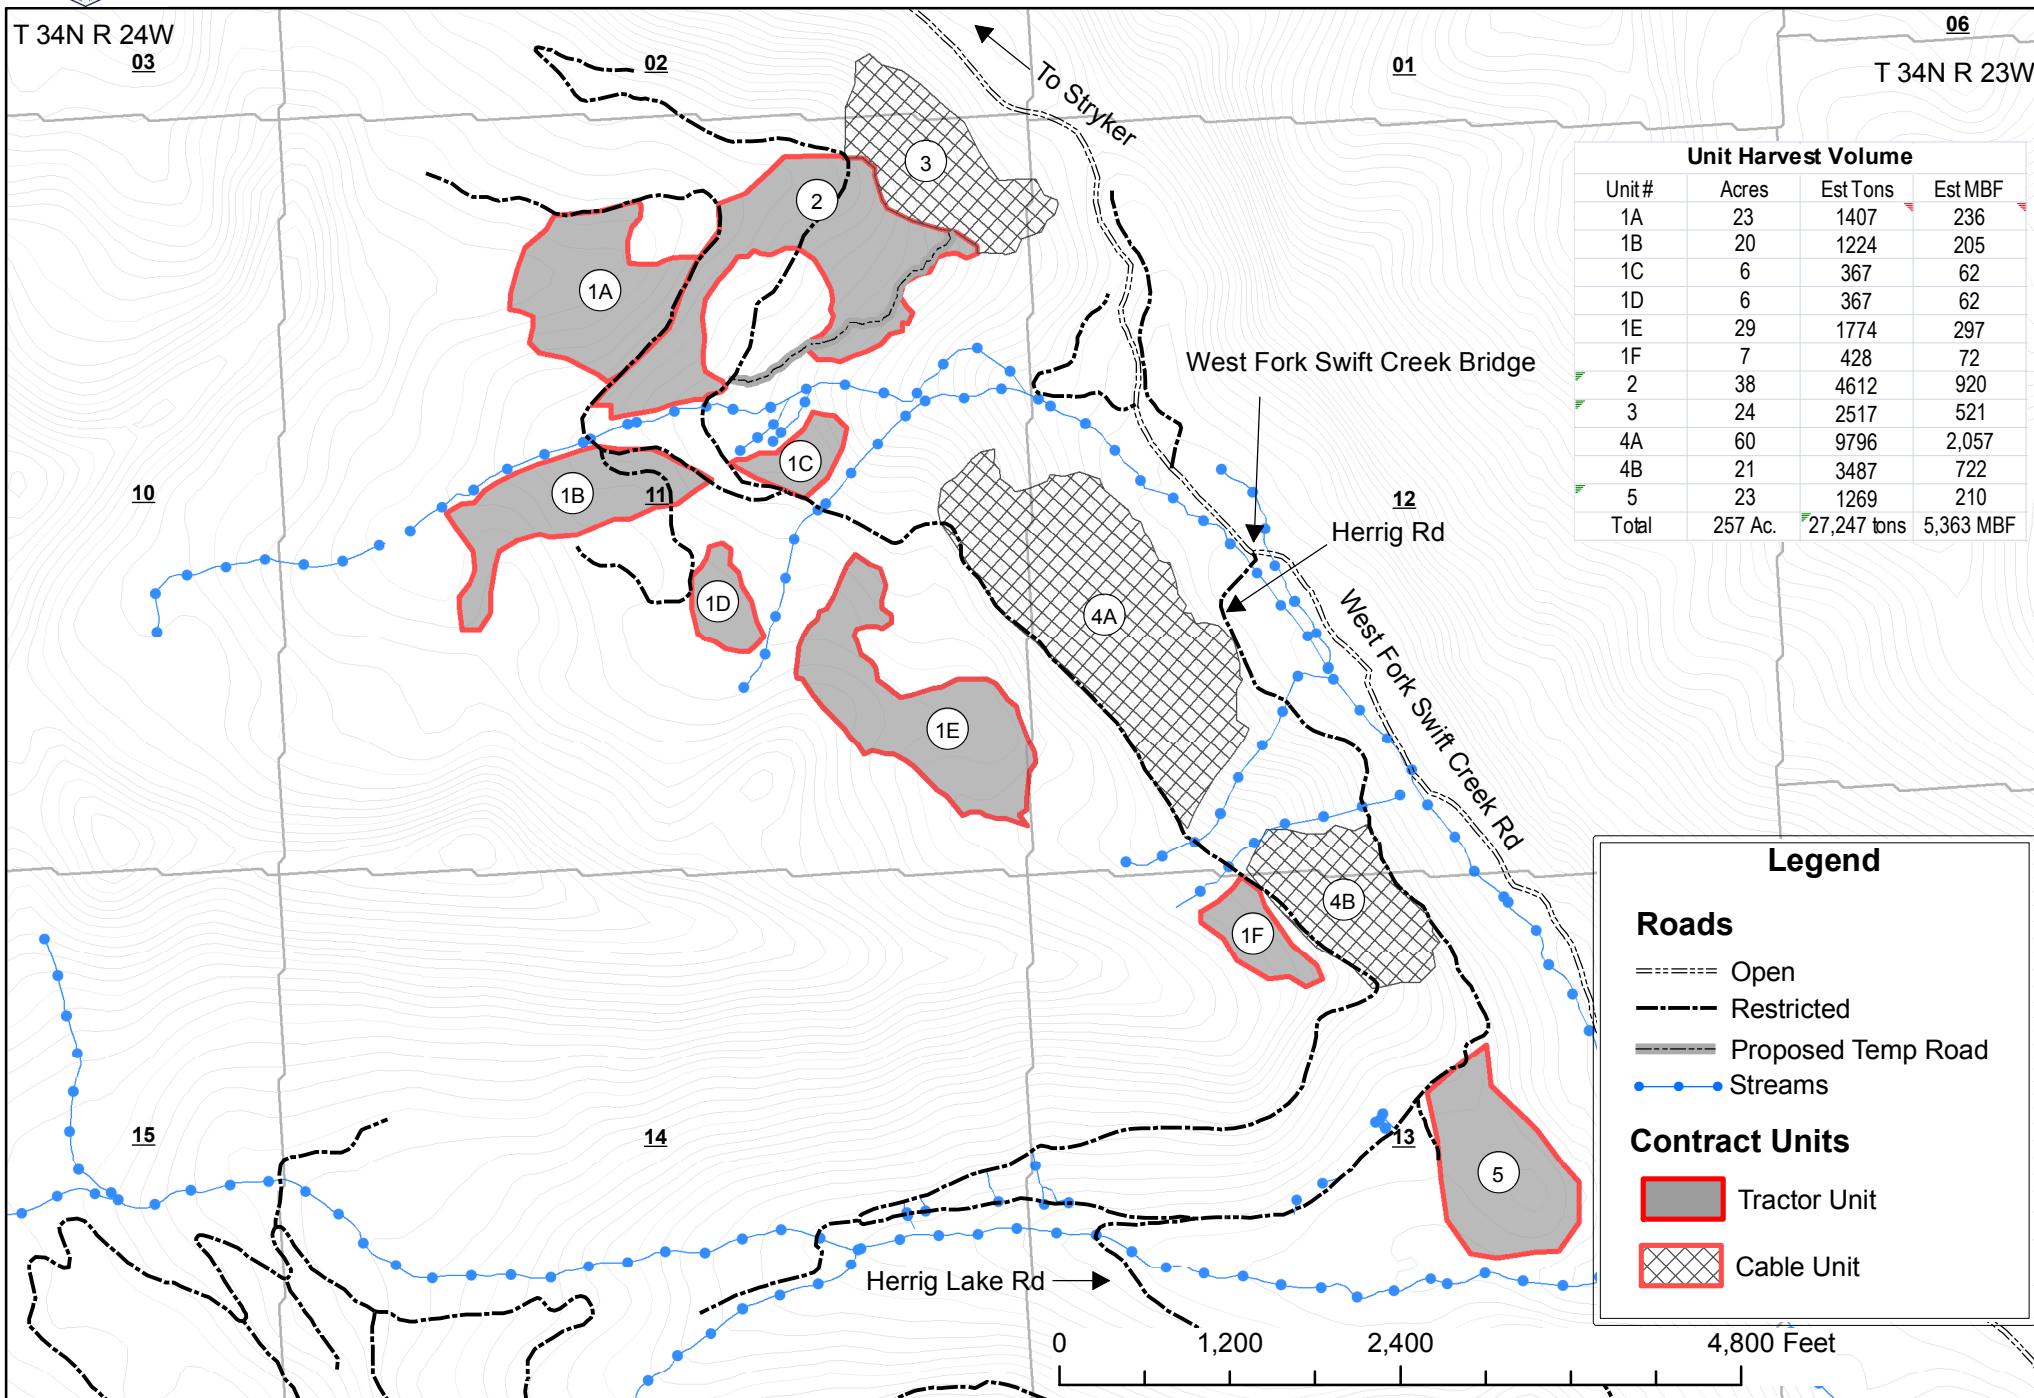 T 34N R 24W
03
02
01
06
T 34N R 23W
To Stryker
Unit Harvest Volume
Unit # Acres Est Tons Est MBF
1A 23 1407 236
1B 20 1224 205
1C 6 367 62
1D 6 367 62
1E 29 1774 297
1F 7 428 72
2 38 4612 920
3 24 2517 521
4A 60 9796 2,057
4B 21 3487 722
5 23 1269 210
Total 257 Ac. 27,247 tons 5,363 MBF
3
2
1A
West Fork Swift Creek Bridge
1C
1B
10
11
12
Herrig Rd
1D
4A
West Fork Swift Creek Rd
1E
4B
1F
15
14
13
5
Herrig Lake Rd
Legend
Roads
Open
Restricted
Proposed Temp Road
Streams
Contract Units
Tractor Unit
Cable Unit
0 1,200 2,400 4,800 Feet